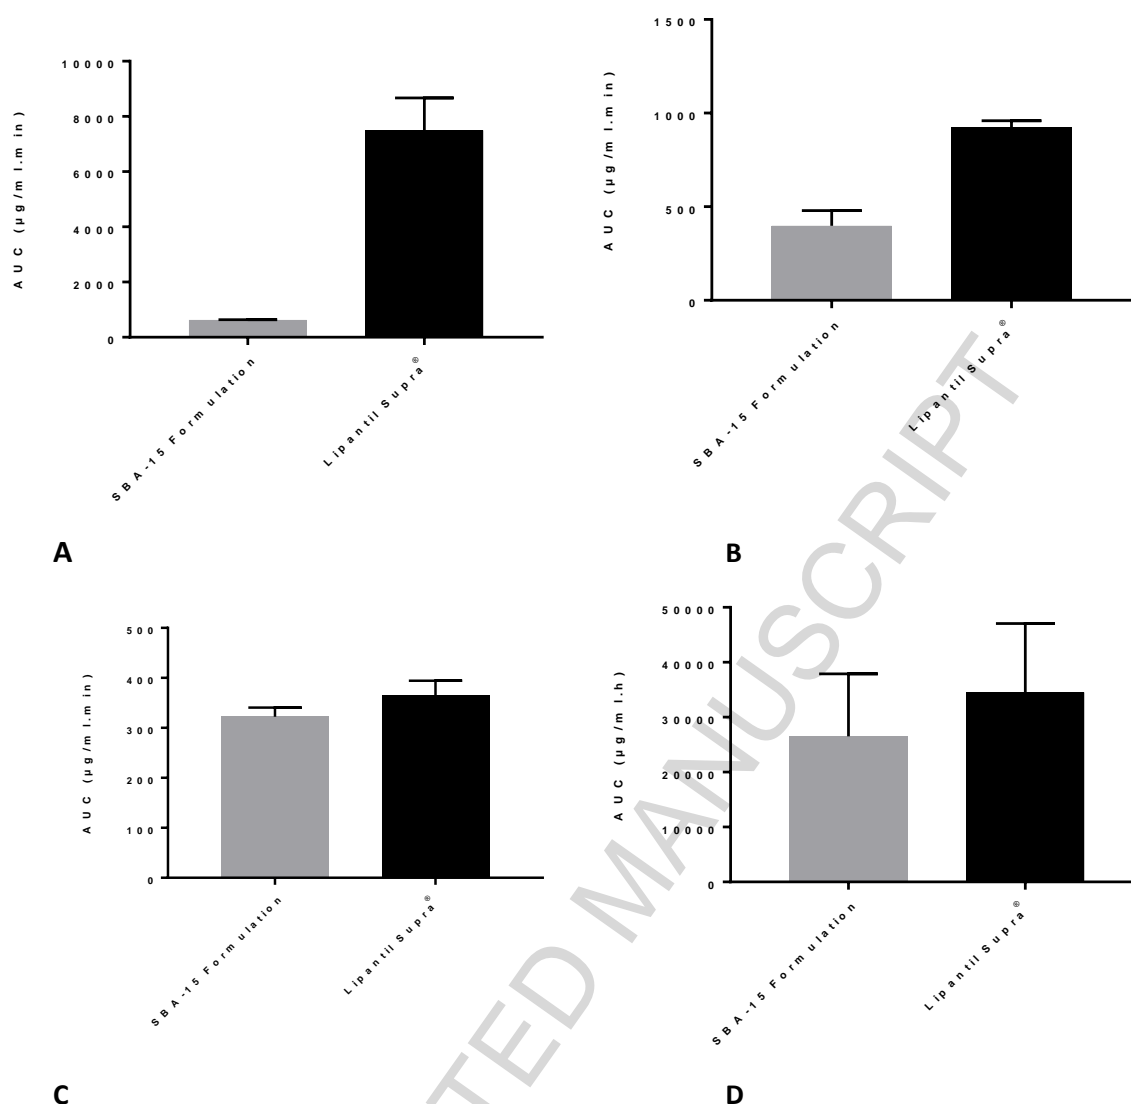 AUC (µg/ml.min)
10000
8000
6000
4000
2000
0
SBA-15 Formulation
Lipantil Supra®
A
AUC (µg/ml.min)
1500
1000
500
0
SBA-15 Formulation
Lipantil Supra®
B
AUC (µg/ml.min)
500
400
300
200
100
0
SBA-15 Formulation
Lipantil Supra®
C
AUC (µg/ml.h)
50000
40000
30000
20000
10000
0
SBA-15 Formulation
Lipantil Supra®
D
TED MANUSCRIPT